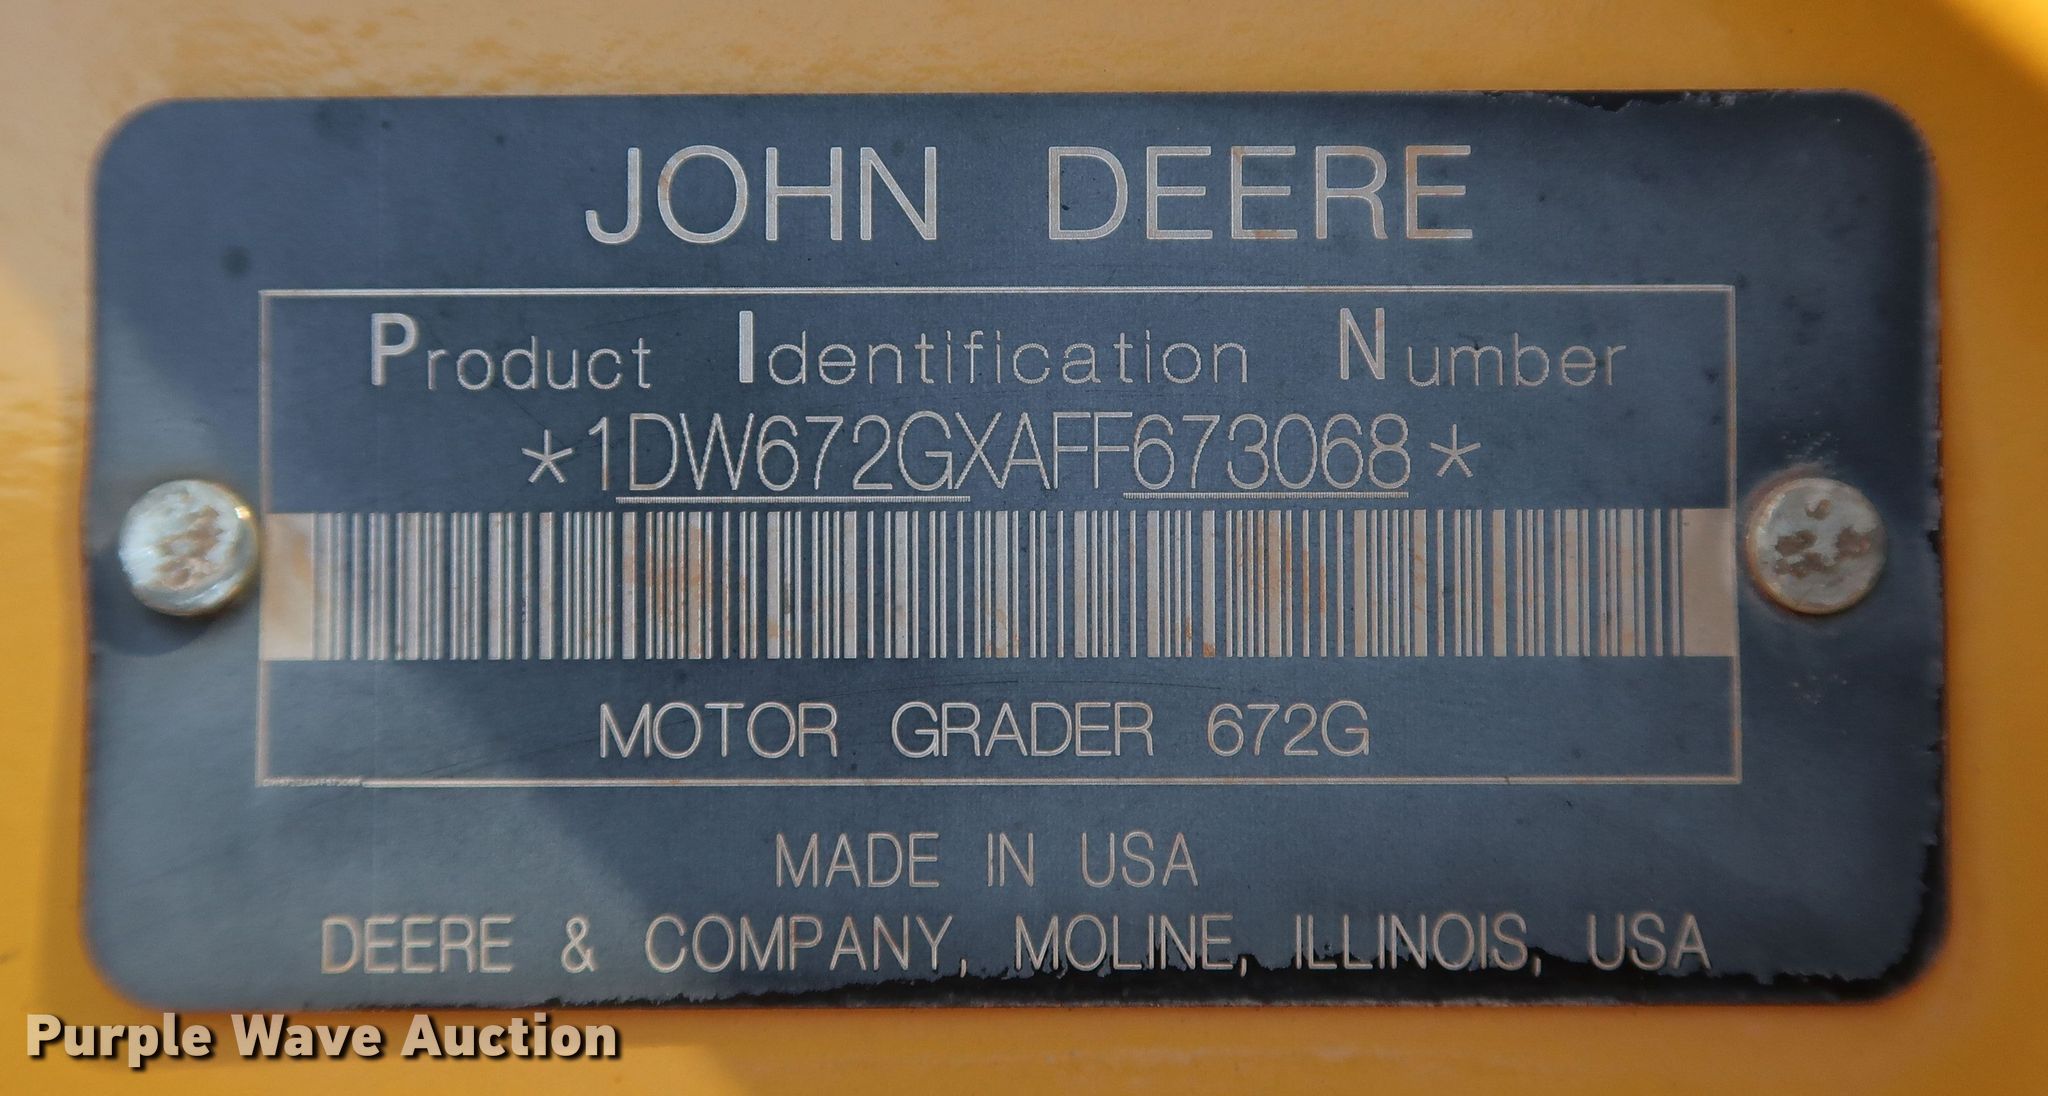 JOHN DEERE
Product Identification Number
*1DW672GXAFF673068*
MOTOR GRADER 672G
MADE IN USA
DEERE & COMPANY, MOLINE, ILLINOIS, USA
Purple Wave Auction